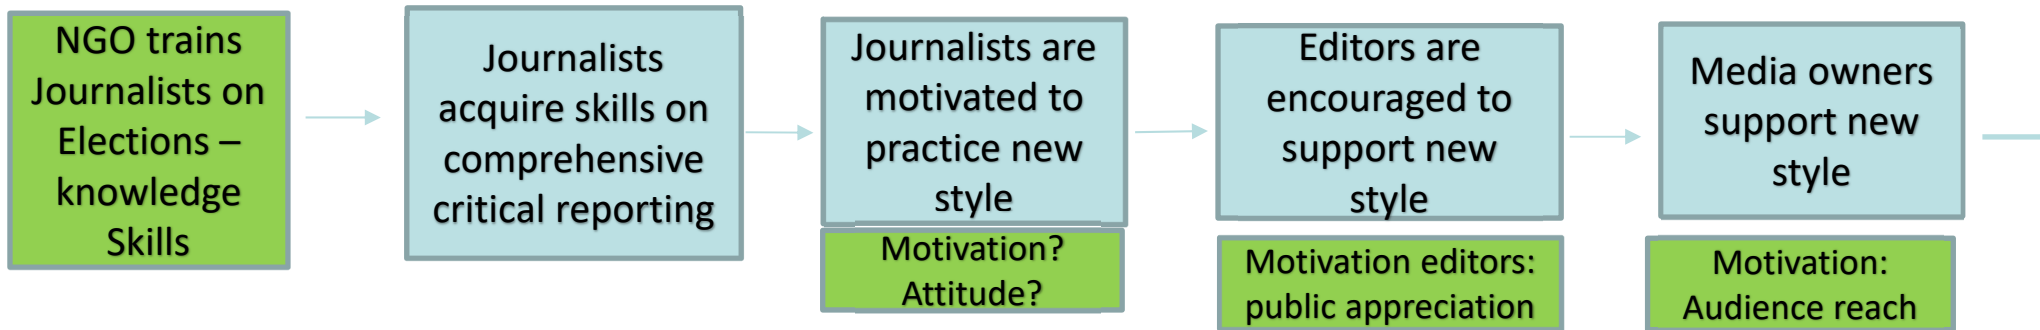 NGO trains
Journalists on
Elections –
knowledge
Skills
Journalists
acquire skills on
comprehensive
critical reporting
Journalists are
motivated to
practice new
style
Motivation?
Attitude?
Editors are
encouraged to
support new
style
Motivation editors:
public appreciation
Media owners
support new
style
Motivation:
Audience reach